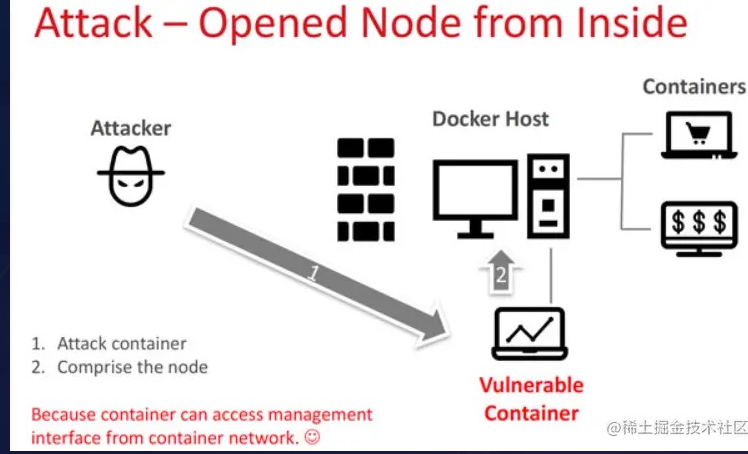 Attack – Opened Node from Inside
Containers
Attacker
Docker Host
$ $ $
1
2
1. Attack container
2. Comprise the node
Vulnerable
Container
Because container can access management
interface from container network. ☺
@稀土掘金技术社区